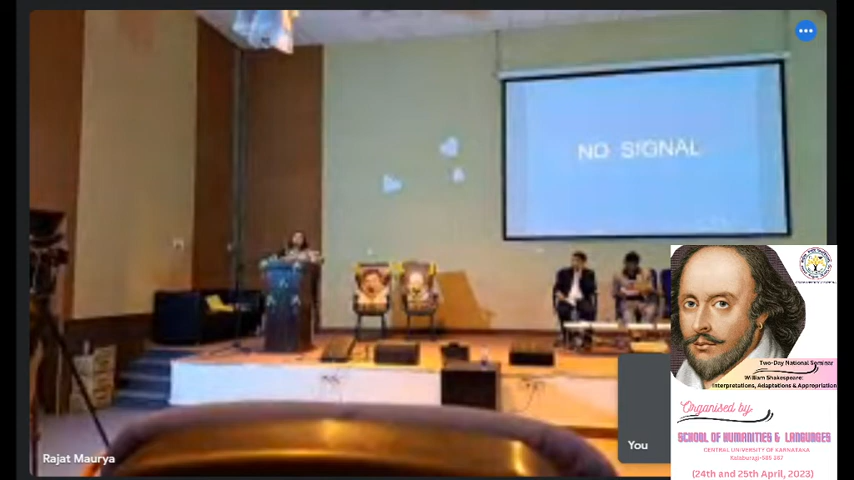 NO SIGNAL
Two-Day National Seminar
William Shakespeare:
Interpretations, Adaptations & Appropriation
Organised by
SCHOOL OF HUMANITIES & LANGUAGES
CENTRAL UNIVERSITY OF KARNATAKA
(24th and 25th April, 2023)
You
Rajat Maurya